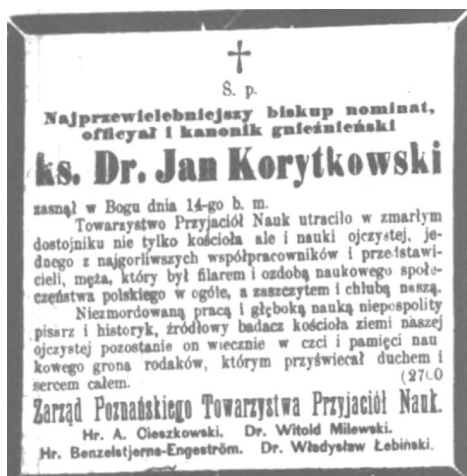 Ś. p.
Najprzewielebniejszy biskup nominat,
officyał i kanonik gnieźnieński
ks. Dr. Jan Korytkowski
zasnął w Bogu dnia 14-go b. m.
Towarzystwo Przyjaciół Nauk utraciło w zmarłym
dostojniku nie tylko kościoła ale i nauki ojczystej, je-
dnego z najgorliwszych współpracowników i przedstawi-
cieli, męża, który był filarem i ozdobą naukowego społe-
czeństwa polskiego w ogóle, a zaszczytem i chlubą naszą.
Niezmordowaną pracą i głęboką nauką niepospolity
pisarz i historyk, źródłowy badacz kościoła ziemi naszej
ojczystej pozostanie on wiecznie w czci i pamięci nau
kowego grona rodaków, którym przyświecał duchem i
sercem całem. (2760
Zarząd Poznańskiego Towarzystwa Przyjaciół Nauk.
Hr. A. Cieszkowski. Dr. Witold Milewski.
Hr. Benzelstjerna-Engeström. Dr. Władysław Łebiński.